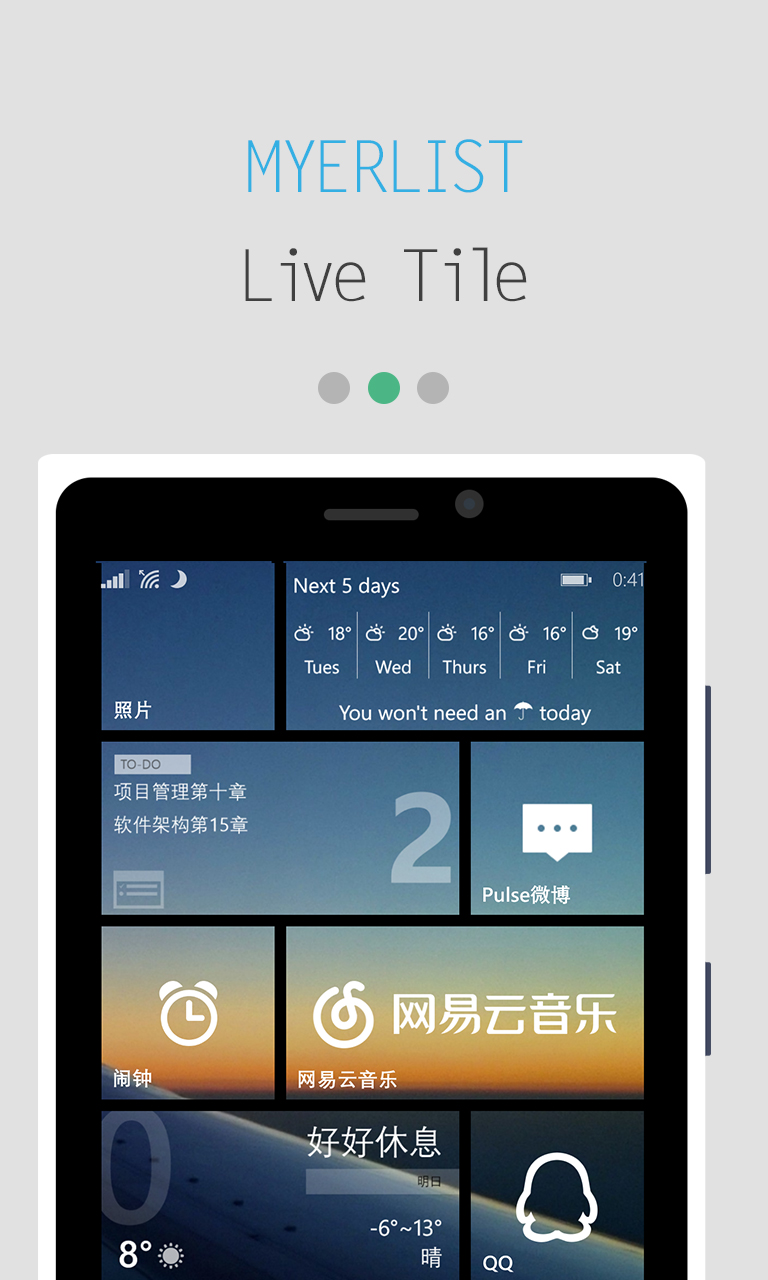 MYERLIST
Live Tile
0:41
Next 5 days
18° 20° 16° 16° 19°
Tues Wed Thurs Fri Sat
You won't need an ☂ today
照片
TO-DO
项目管理第十章
软件架构第15章
2
Pulse微博
闹钟
网易云音乐
网易云音乐
0
好好休息
明日
-6°~13°
8°
晴
QQ